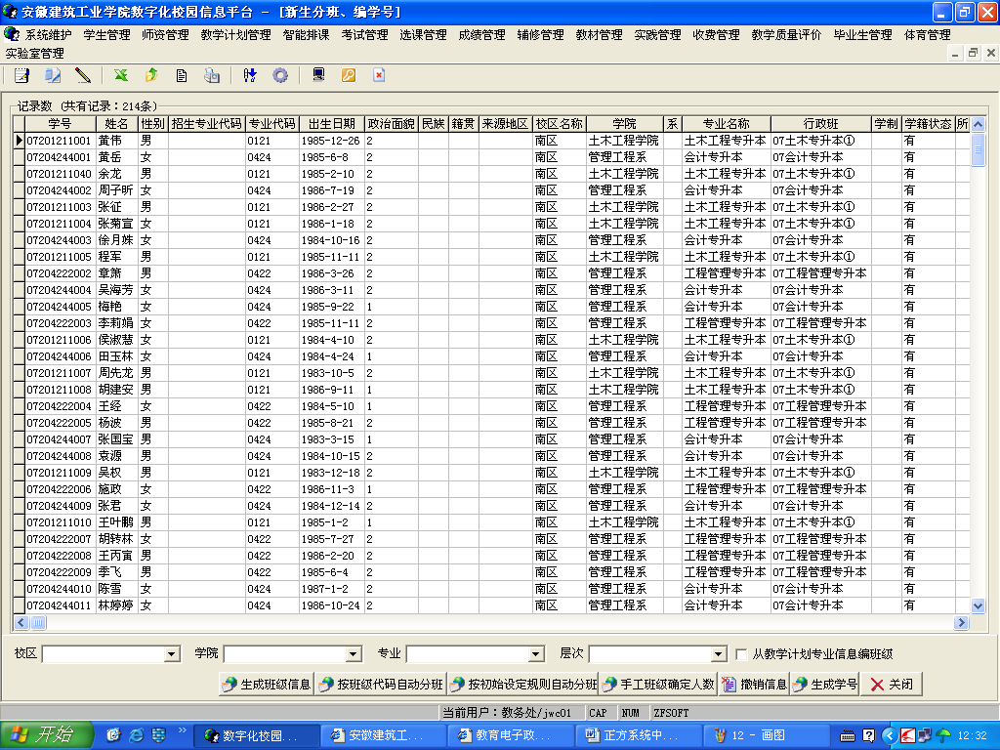 安徽建筑工业学院数字化校园信息平台 - [新生分班、编学号]
系统维护 学生管理 师资管理 教学计划管理 智能排课 考试管理 选课管理 成绩管理 辅修管理 教材管理 实践管理 收费管理 教学质量评价 毕业生管理 体育管理
实验室管理
记录数 (共有记录：214条)
学号 姓名 性别 招生专业代码 专业代码 出生日期 政治面貌 民族 籍贯 来源地区 校区名称 学院 系 专业名称 行政班 学制 学籍状态 所
07201211001 黄伟 男 0121 1985-12-26 2 南区 土木工程学院 土木工程专升本 07土木专升本① 有
07204244001 黄岳 女 0424 1985-6-8 2 南区 管理工程系 会计专升本 07会计专升本 有
07201211040 余龙 男 0121 1985-2-10 2 南区 土木工程学院 土木工程专升本 07土木专升本① 有
07204244002 周子昕 女 0424 1986-7-19 2 南区 管理工程系 会计专升本 07会计专升本 有
07201211003 张征 男 0121 1986-2-27 2 南区 土木工程学院 土木工程专升本 07土木专升本① 有
07201211004 张菊宣 女 0121 1986-1-18 2 南区 土木工程学院 土木工程专升本 07土木专升本① 有
07204244003 徐月姝 女 0424 1984-10-16 2 南区 管理工程系 会计专升本 07会计专升本 有
07201211005 程军 男 0121 1985-11-11 2 南区 土木工程学院 土木工程专升本 07土木专升本① 有
07204222002 章箫 男 0422 1986-3-26 2 南区 管理工程系 工程管理专升本 07工程管理专升本 有
07204244004 吴海芳 女 0424 1986-3-11 2 南区 管理工程系 会计专升本 07会计专升本 有
07204244005 梅艳 女 0424 1985-9-22 1 南区 管理工程系 会计专升本 07会计专升本 有
07204222003 李莉娟 女 0422 1985-11-11 2 南区 管理工程系 工程管理专升本 07工程管理专升本 有
07201211006 侯淑慧 女 0121 1984-4-10 2 南区 土木工程学院 土木工程专升本 07土木专升本① 有
07204244006 田玉林 女 0424 1984-4-24 1 南区 管理工程系 会计专升本 07会计专升本 有
07201211007 周先龙 男 0121 1983-10-5 2 南区 土木工程学院 土木工程专升本 07土木专升本① 有
07201211008 胡建安 男 0121 1986-9-11 1 南区 土木工程学院 土木工程专升本 07土木专升本① 有
07204222004 王经 女 0422 1984-5-10 1 南区 管理工程系 工程管理专升本 07工程管理专升本 有
07204222005 杨波 男 0422 1985-8-21 2 南区 管理工程系 工程管理专升本 07工程管理专升本 有
07204244007 张国宝 男 0424 1983-3-15 1 南区 管理工程系 会计专升本 07会计专升本 有
07204244008 袁源 男 0424 1984-10-15 2 南区 管理工程系 会计专升本 07会计专升本 有
07201211009 吴权 男 0121 1983-12-18 2 南区 土木工程学院 土木工程专升本 07土木专升本① 有
07204222006 施政 女 0422 1986-11-3 1 南区 管理工程系 工程管理专升本 07工程管理专升本 有
07204244009 张君 女 0424 1984-12-14 2 南区 管理工程系 会计专升本 07会计专升本 有
07201211010 王叶鹏 男 0121 1985-1-2 1 南区 土木工程学院 土木工程专升本 07土木专升本① 有
07204222007 胡转林 女 0422 1985-7-27 2 南区 管理工程系 工程管理专升本 07工程管理专升本 有
07204222008 王丙寅 男 0422 1986-2-20 1 南区 管理工程系 工程管理专升本 07工程管理专升本 有
07204222009 季飞 男 0422 1985-6-4 2 南区 管理工程系 工程管理专升本 07工程管理专升本 有
07204244010 陈雪 女 0424 1987-1-2 2 南区 管理工程系 会计专升本 07会计专升本 有
07204244011 林婷婷 女 0424 1986-10-24 2 南区 管理工程系 会计专升本 07会计专升本 有
校区 学院 专业 层次 从教学计划专业信息编班级
生成班级信息 按班级代码自动分班 按初始设定规则自动分班 手工班级确定人数 撤销信息 生成学号 关闭
当前用户：教务处/jwc01 CAP NUM ZFSOFT
开始 数字化校园... 安徽建筑工... 教育电子政... 正方系统中... 12 - 画图 12:32